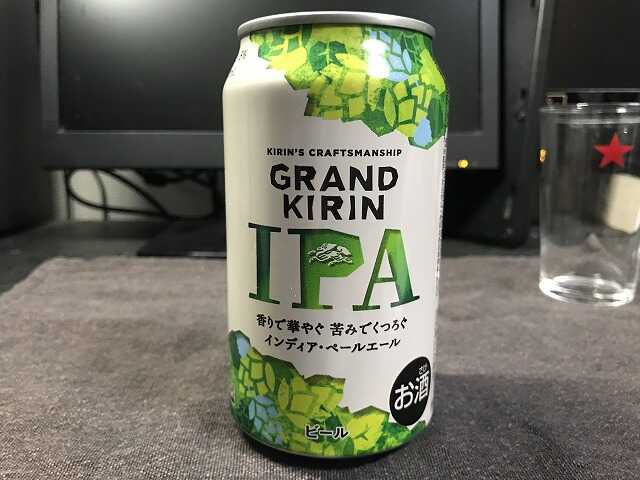 KIRIN'S CRAFTSMANSHIP
GRAND
KIRIN
IPA
香りで華やぐ 苦みでくつろぐ
インディア・ペールエール
お酒
ビール